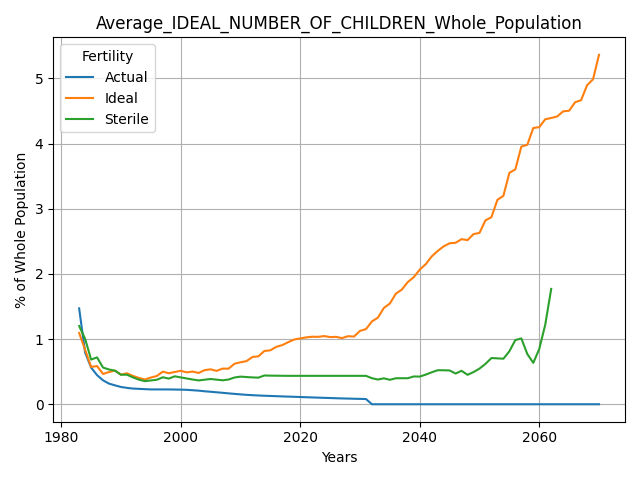 Average_IDEAL_NUMBER_OF_CHILDREN_Whole_Population
Fertility
Actual
Ideal
Sterile
% of Whole Population
5
4
3
2
1
0
1980 2000 2020 2040 2060
Years